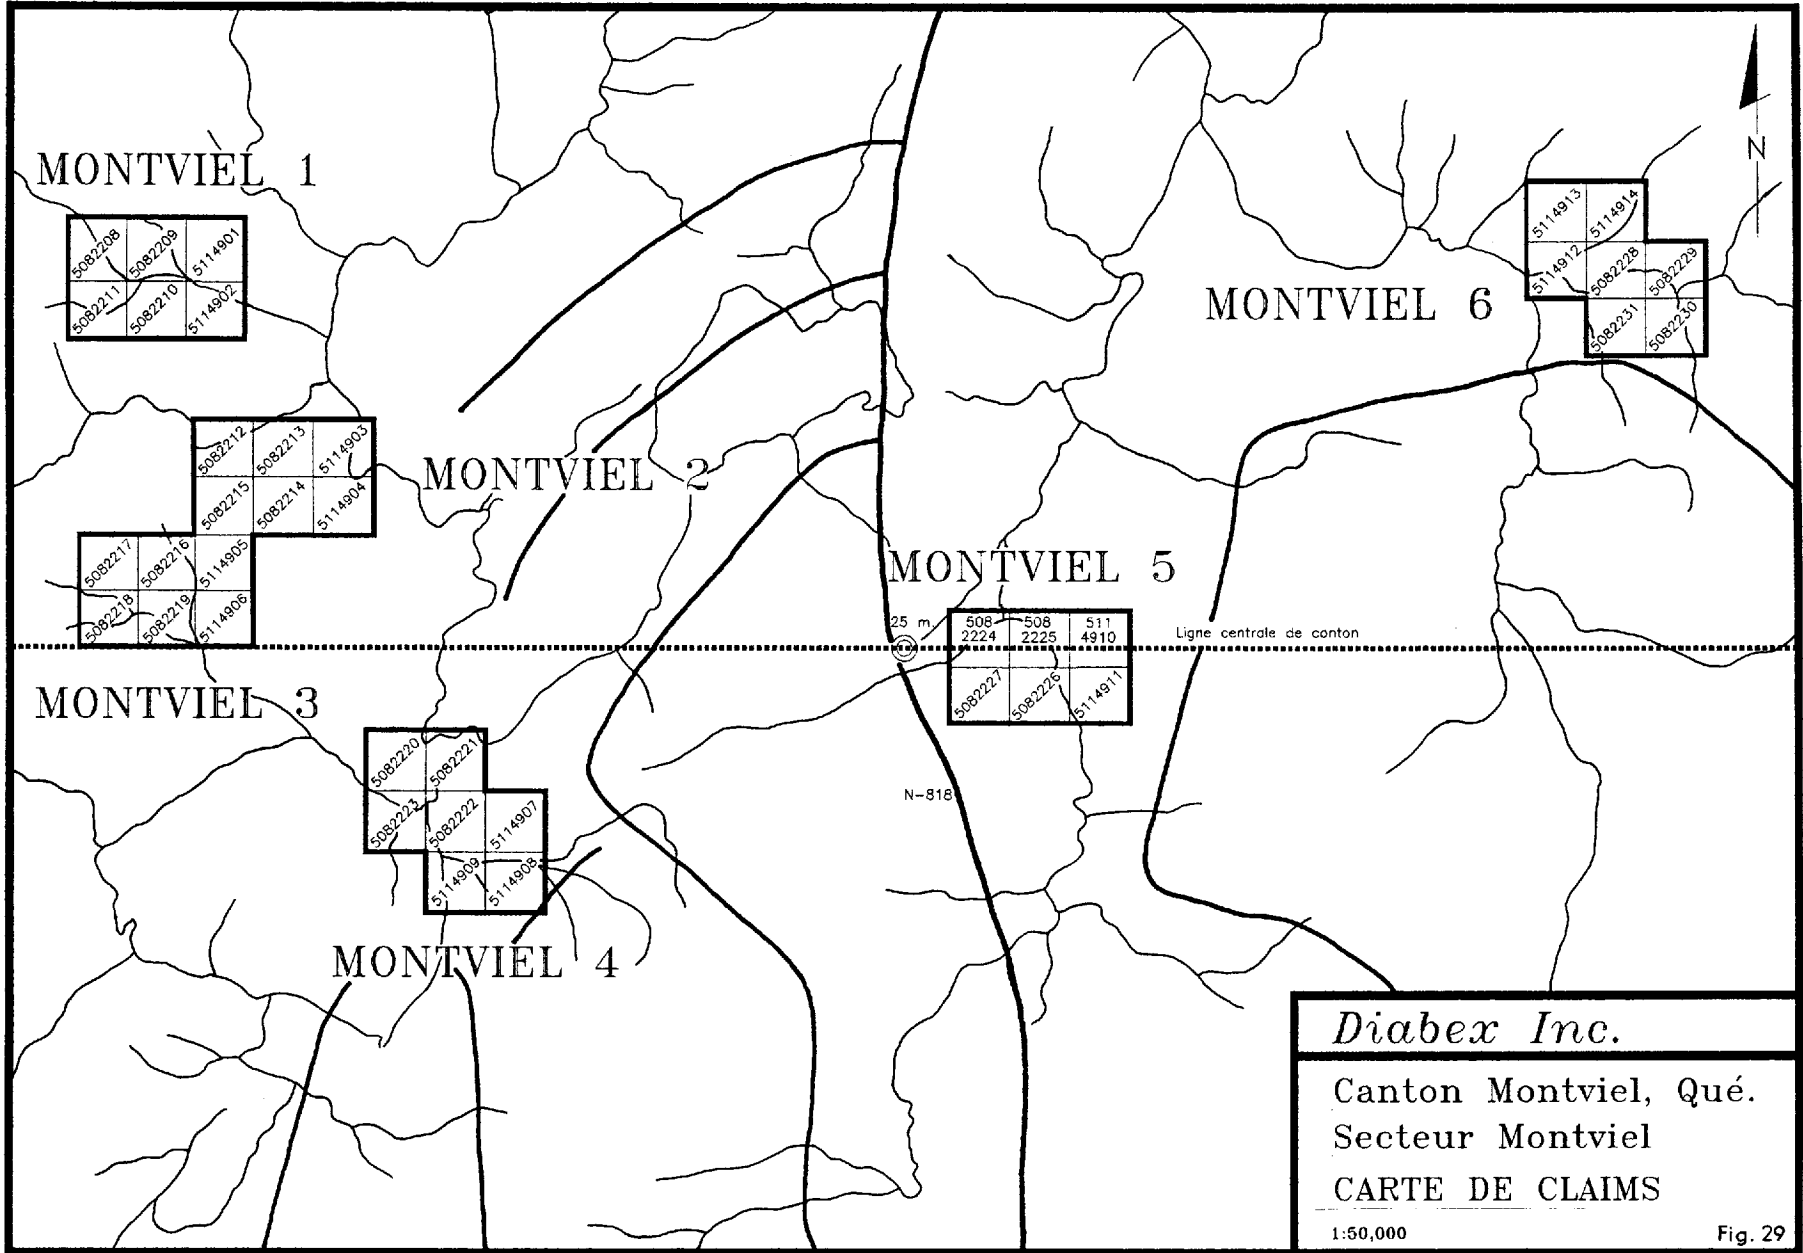 MONTVIEL 1
5082208
5082209
5114901
5082211
5082210
5114902
N
5114913
5114914
5114912
5082228
5082229
5082231
5082230
MONTVIEL 6
5082212
5082213
5114903
5082215
5082214
5114904
MONTVIEL 2
5082217
5082216
5114905
5082218
5082219
5114906
MONTVIEL 3
MONTVIEL 5
25 m.
508 2224
508 2225
511 4910
5082227
5082226
5114911
Ligne centrale de conton
5082220
5082221
5082223
5082222
5114907
5114909
5114908
MONTVIEL 4
N-818
Diabex Inc.
Canton Montviel, Qué.
Secteur Montviel
CARTE DE CLAIMS
1:50,000
Fig. 29